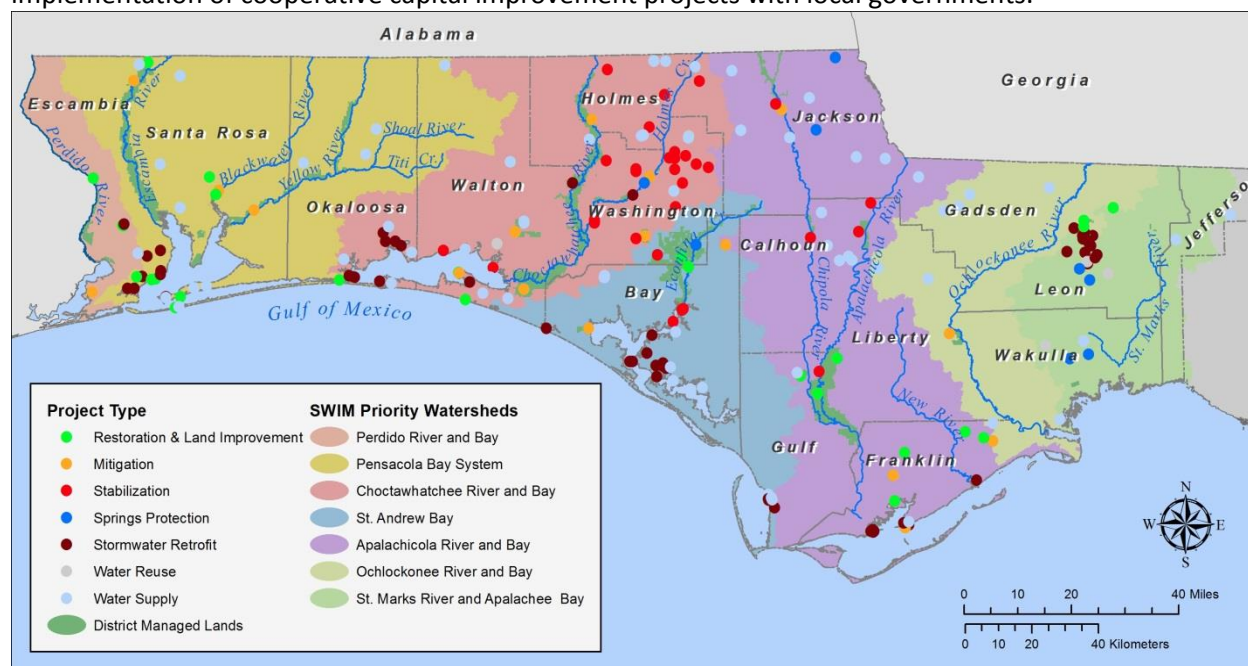 implementation of cooperative capital improvement projects with local governments.
Alabama
Georgia
Escambia
Santa Rosa
Okaloosa
Walton
Holmes
Washington
Jackson
Bay
Calhoun
Gadsden
Leon
Jefferson
Liberty
Wakulla
Gulf
Franklin
Perdido
River
Escambia
River
Blackwater
River
Yellow
River
Shoal River
Titi Cr.
Choctawhatchee
River
Holmes
Cr.
Econfina
C
Chipola
River
Apalachicola
River
Ochlockonee
River
St. Marks
River
New River
Gulf of Mexico
Project Type
Restoration & Land Improvement
Mitigation
Stabilization
Springs Protection
Stormwater Retrofit
Water Reuse
Water Supply
District Managed Lands
SWIM Priority Watersheds
Perdido River and Bay
Pensacola Bay System
Choctawhatchee River and Bay
St. Andrew Bay
Apalachicola River and Bay
Ochlockonee River and Bay
St. Marks River and Apalachee Bay
N
W E
S
0 20 40 Miles
0 20 40 Kilometers